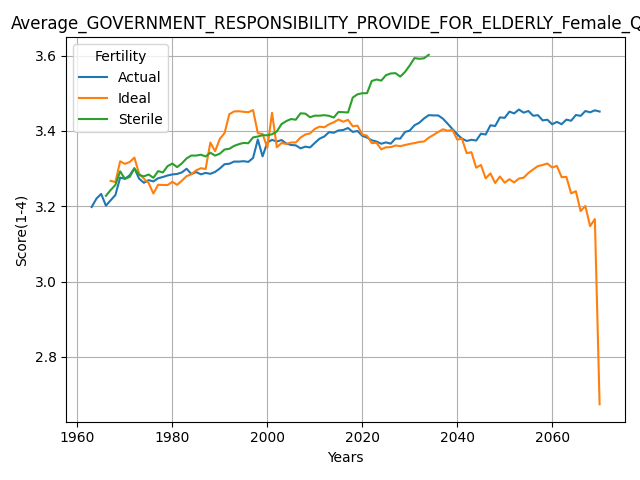 Average_GOVERNMENT_RESPONSIBILITY_PROVIDE_FOR_ELDERLY_Female_Q
Fertility
Actual
Ideal
Sterile
Score(1-4)
3.6
3.4
3.2
3.0
2.8
1960 1980 2000 2020 2040 2060
Years